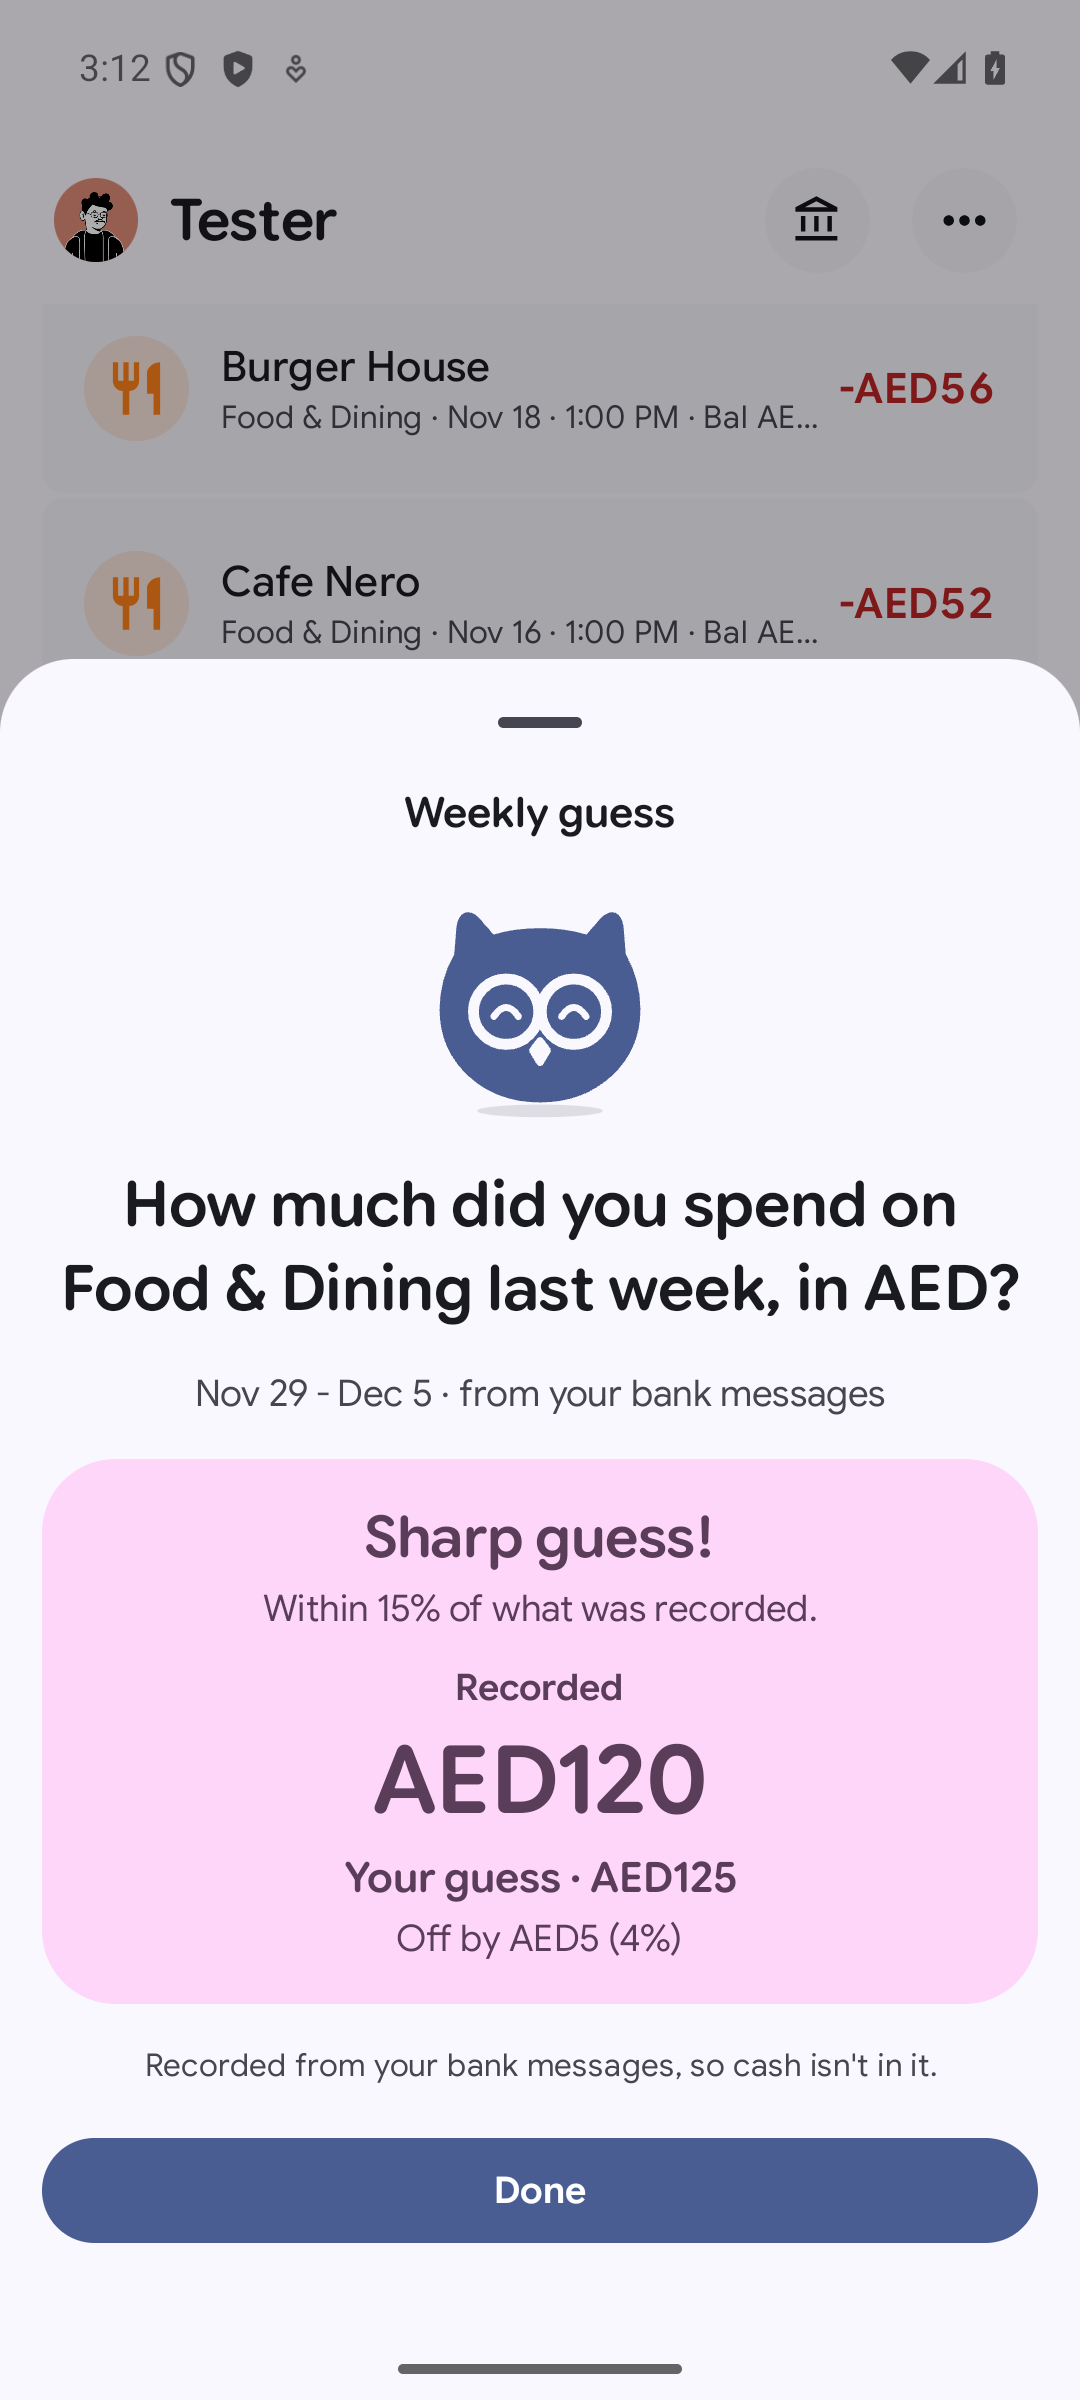 3:12
Tester
Burger House
-AED56
Food & Dining · Nov 18 · 1:00 PM · Bal AE...
Cafe Nero
-AED52
Food & Dining · Nov 16 · 1:00 PM · Bal AE...
Weekly guess
How much did you spend on
Food & Dining last week, in AED?
Nov 29 - Dec 5 · from your bank messages
Sharp guess!
Within 15% of what was recorded.
Recorded
AED120
Your guess · AED125
Off by AED5 (4%)
Recorded from your bank messages, so cash isn't in it.
Done